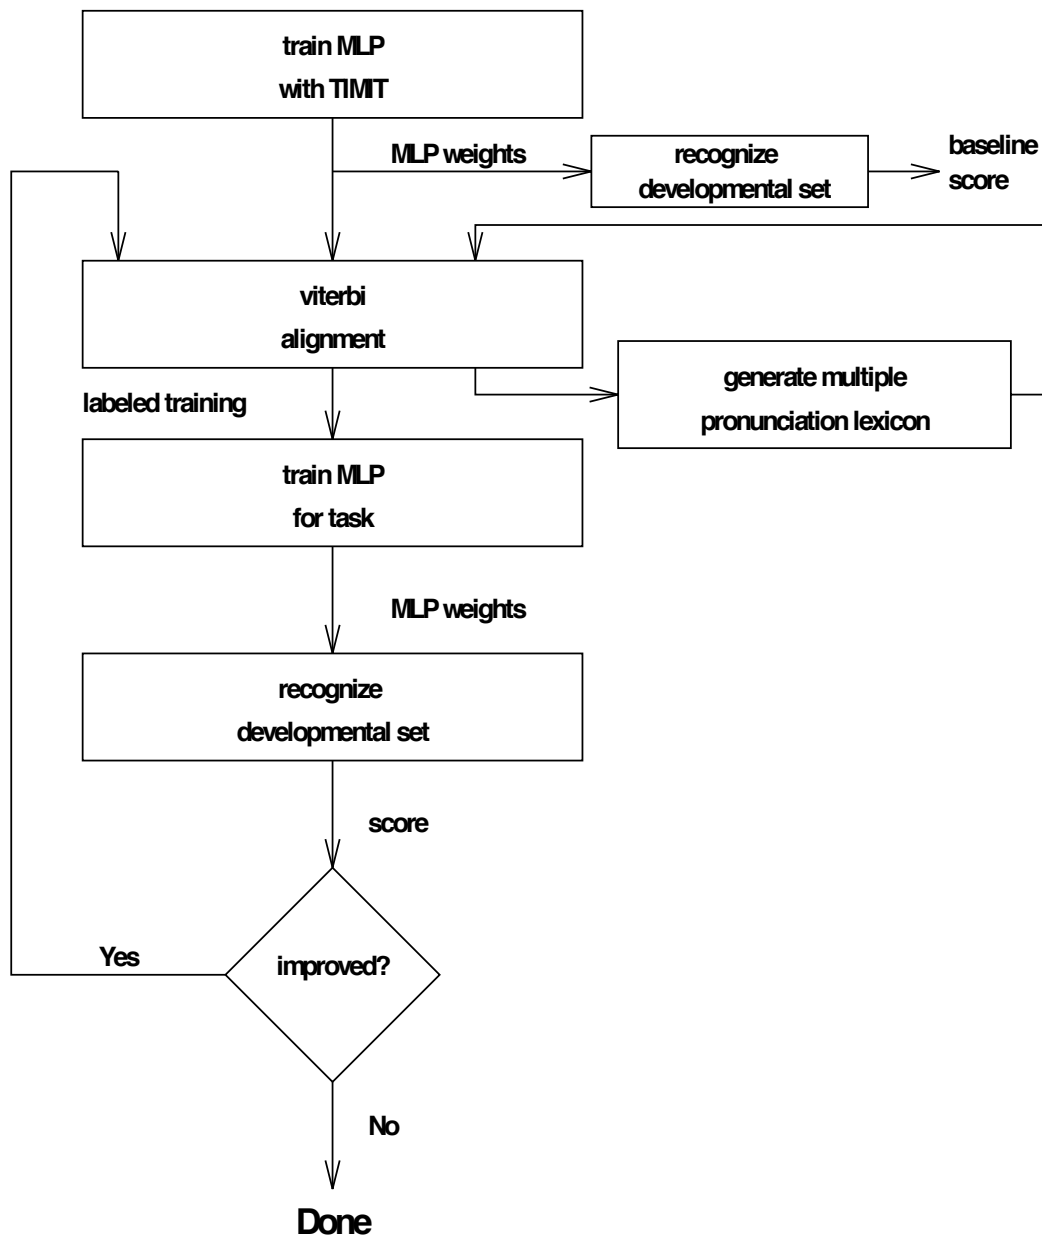 train MLP
with TIMIT
MLP weights
recognize
developmental set
baseline
score
viterbi
alignment
labeled training
generate multiple
pronunciation lexicon
train MLP
for task
MLP weights
recognize
developmental set
score
improved?
Yes
No
Done